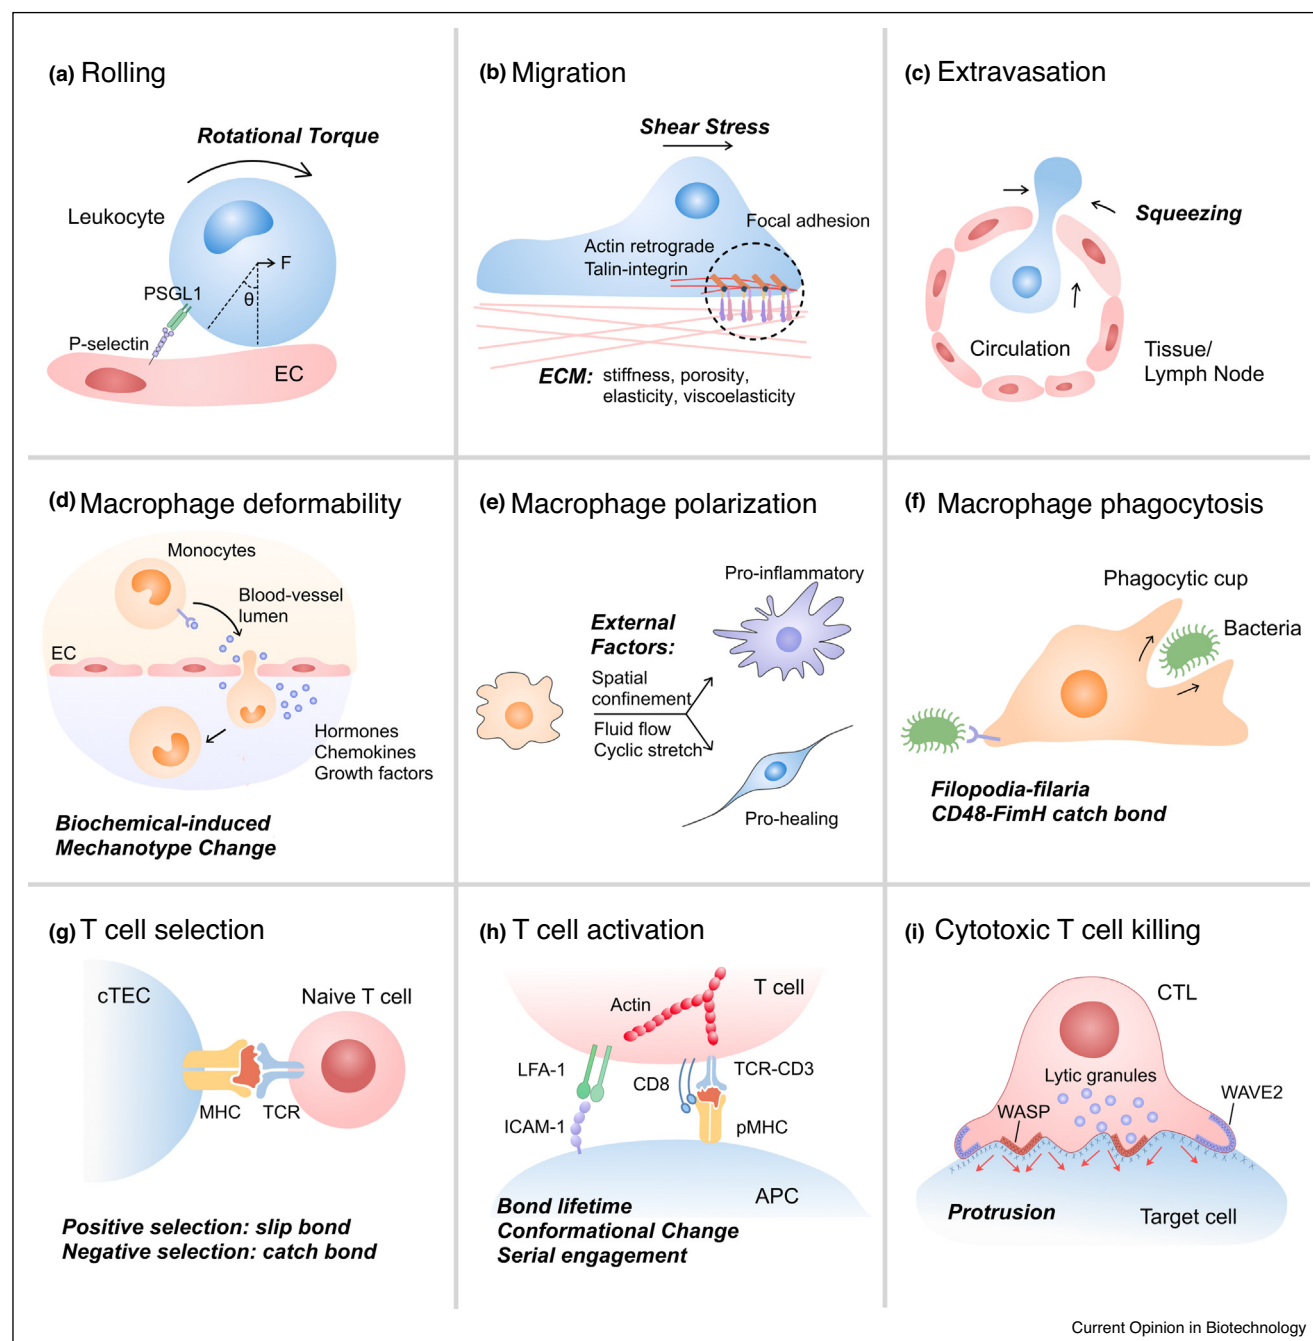 (a) Rolling
Rotational Torque
Leukocyte
F
θ
PSGL1
P-selectin
EC
(b) Migration
Shear Stress
Focal adhesion
Actin retrograde
Talin-integrin
ECM: stiffness, porosity,
elasticity, viscoelasticity
(c) Extravasation
Squeezing
Circulation
Tissue/
Lymph Node
(d) Macrophage deformability
Monocytes
Blood-vessel
lumen
EC
Hormones
Chemokines
Growth factors
Biochemical-induced
Mechanotype Change
(e) Macrophage polarization
Pro-inflammatory
External
Factors:
Spatial
confinement
Fluid flow
Cyclic stretch
Pro-healing
(f) Macrophage phagocytosis
Phagocytic cup
Bacteria
Filopodia-filaria
CD48-FimH catch bond
(g) T cell selection
cTEC
Naive T cell
MHC
TCR
Positive selection: slip bond
Negative selection: catch bond
(h) T cell activation
T cell
Actin
LFA-1
CD8
TCR-CD3
ICAM-1
pMHC
APC
Bond lifetime
Conformational Change
Serial engagement
(i) Cytotoxic T cell killing
CTL
Lytic granules
WAVE2
WASP
Protrusion
Target cell
Current Opinion in Biotechnology